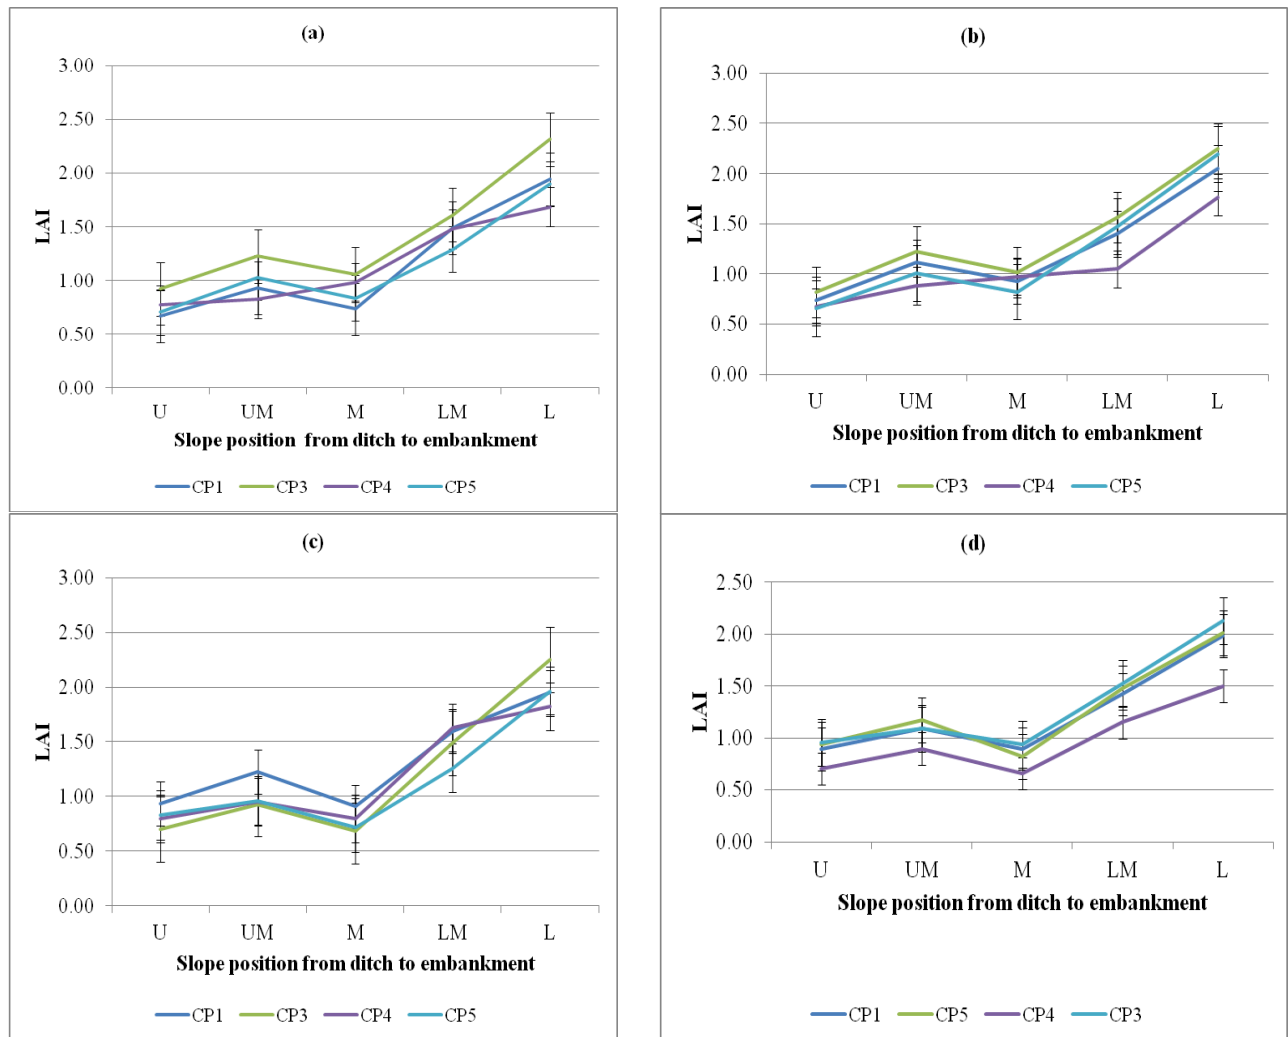 (a)
3.00
2.50
2.00
1.50
1.00
0.50
0.00
LAI
U UM M LM L
Slope position from ditch to embankment
CP1 CP3 CP4 CP5
(b)
3.00
2.50
2.00
1.50
1.00
0.50
0.00
LAI
U UM M LM L
Slope position from ditch to embankment
CP1 CP3 CP4 CP5
(c)
3.00
2.50
2.00
1.50
1.00
0.50
0.00
LAI
U UM M LM L
Slope position from ditch to embankment
CP1 CP3 CP4 CP5
(d)
2.50
2.00
1.50
1.00
0.50
0.00
LAI
U UM M LM L
Slope position from ditch to embankment
CP1 CP5 CP4 CP3